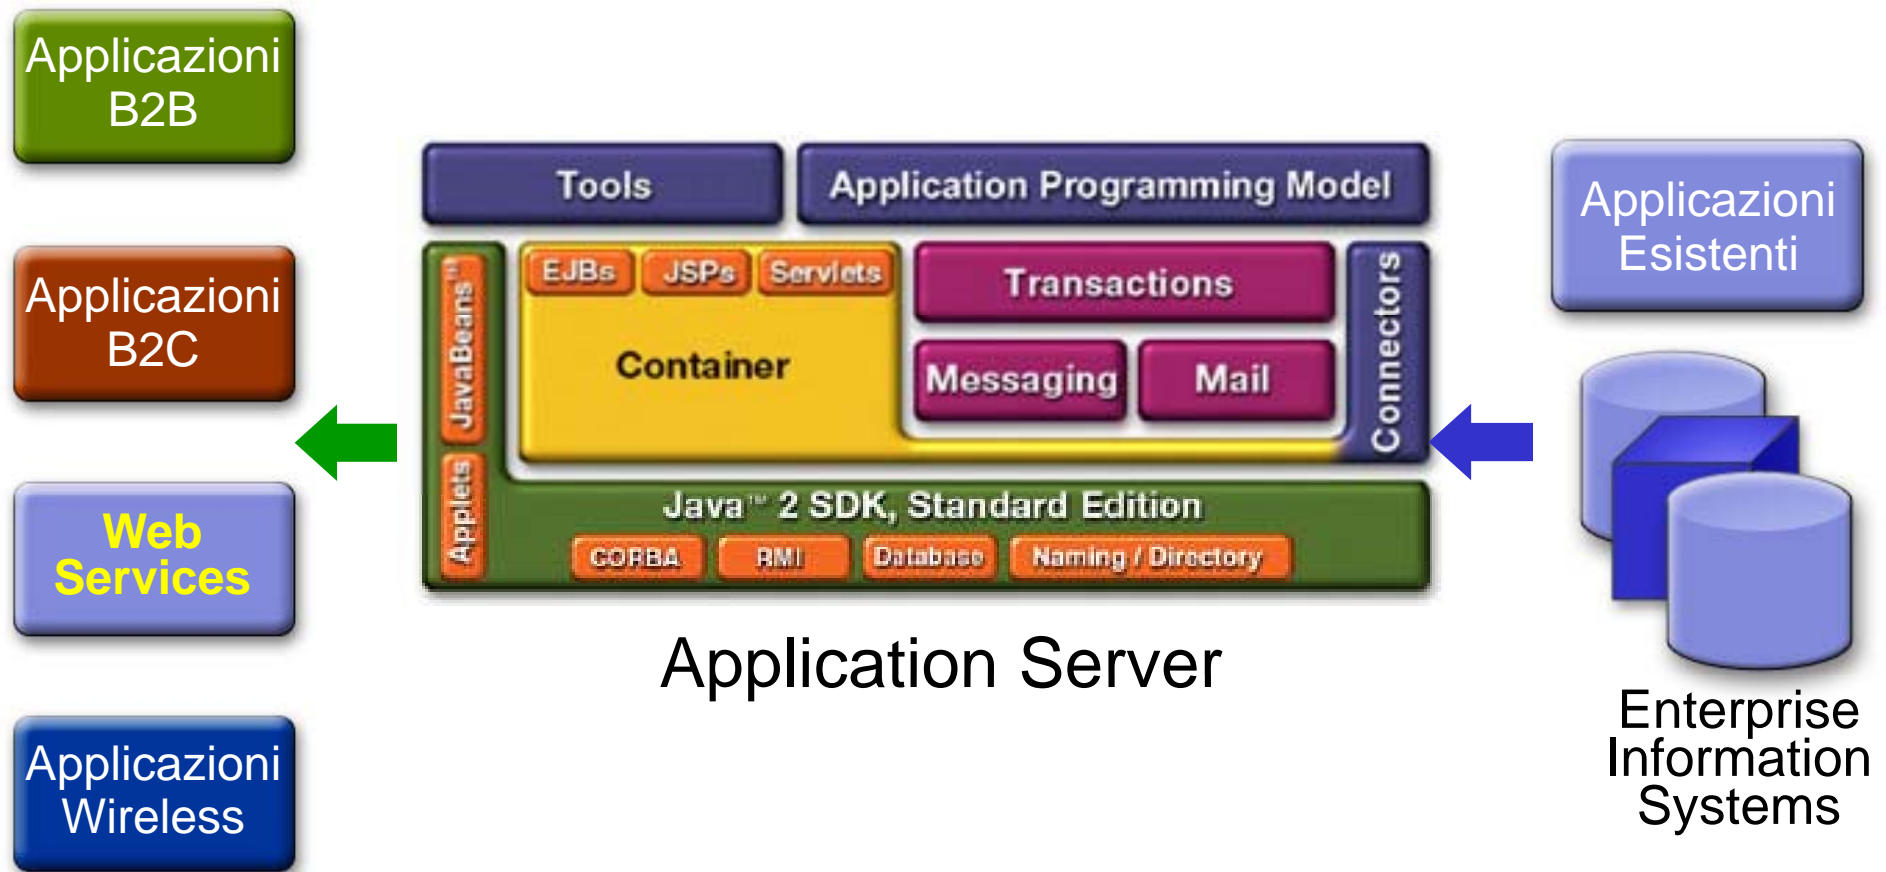 Applicazioni
B2B
Applicazioni
B2C
Web
Services
Applicazioni
Wireless
Tools
Application Programming Model
JavaBeans™
Applets
EJBs
JSPs
Servlets
Container
Transactions
Messaging
Mail
Connectors
Java™ 2 SDK, Standard Edition
CORBA
RMI
Database
Naming / Directory
Application Server
Applicazioni
Esistenti
Enterprise
Information
Systems